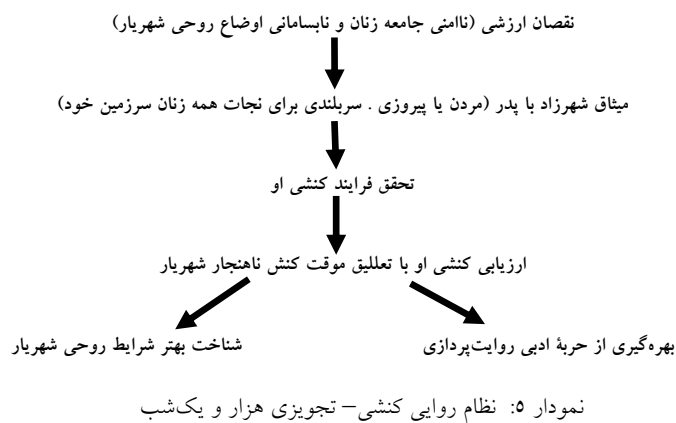 نقصان ارزشی (ناامنی جامعه زنان و نابسامانی اوضاع روحی شهریار)
میثاق شهرزاد با پدر (مردن یا پیروزی . سربلندی برای نجات همه زنان سرزمین خود)
تحقق فرایند کنشی او
ارزیابی کنشی او با تعللیق موقت کنش ناهنجار شهریار
بهره‌گیری از حربهٔ ادبی روایت‌پردازی
شناخت بهتر شرایط روحی شهریار
نمودار ۵: نظام روایی کنشی– تجویزی هزار و یک‌شب